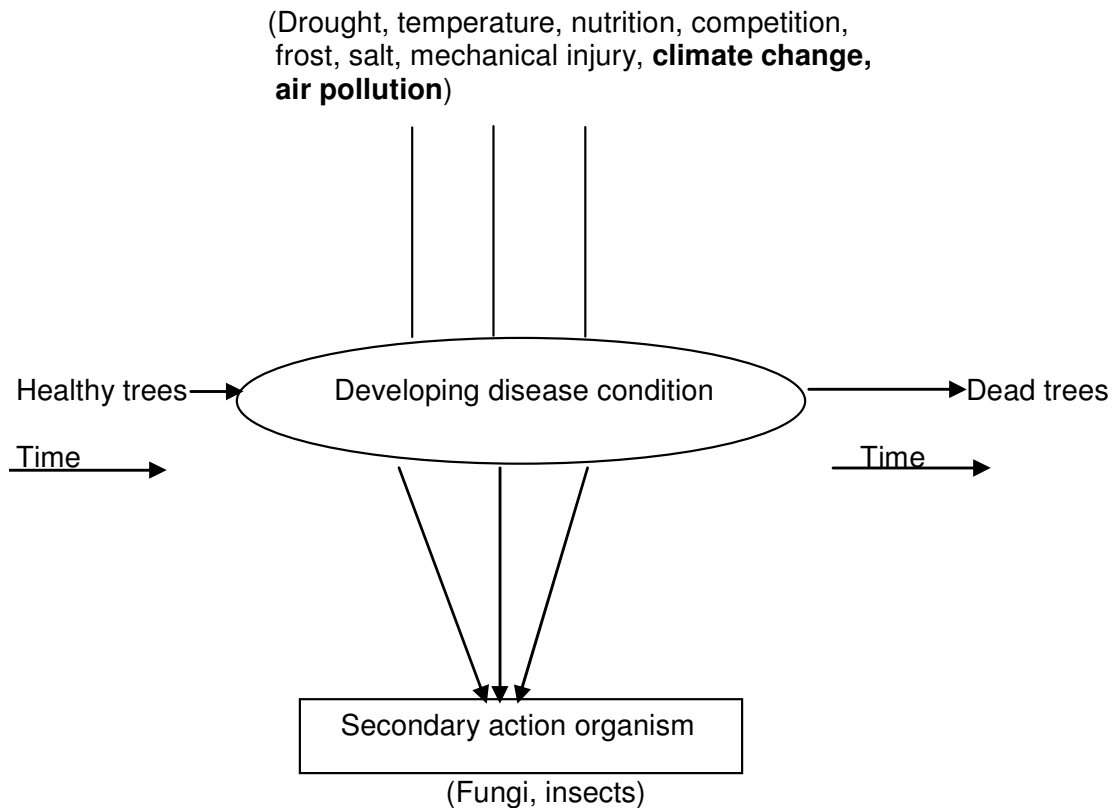 (Drought, temperature, nutrition, competition,
frost, salt, mechanical injury, climate change,
air pollution)
Healthy trees
Developing disease condition
Dead trees
Time
Time
Secondary action organism
(Fungi, insects)